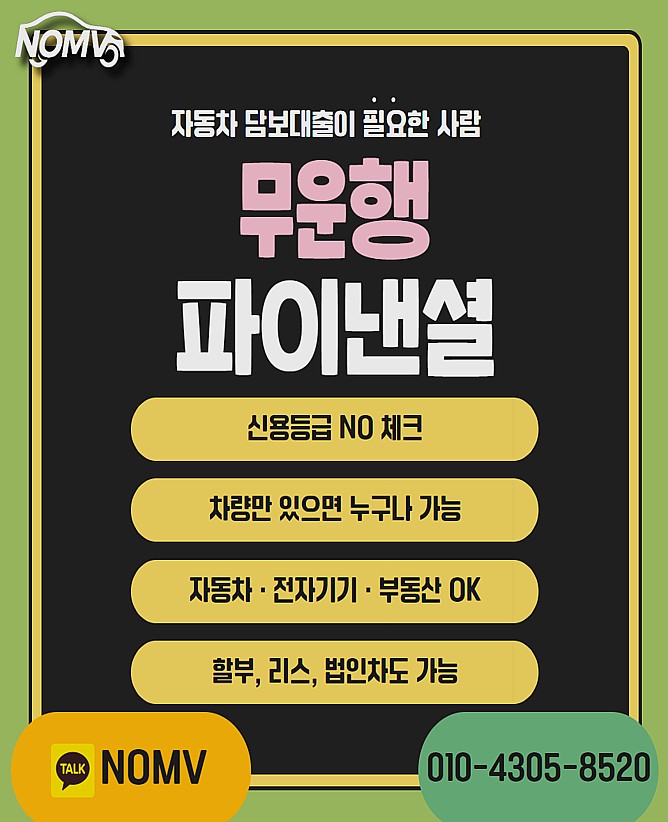 NOMV
자동차 담보대출이 필요한 사람
무운행
파이낸셜
신용등급 NO 체크
차량만 있으면 누구나 가능
자동차 · 전자기기 · 부동산 OK
할부, 리스, 법인차도 가능
TALK NOMV
010-4305-8520